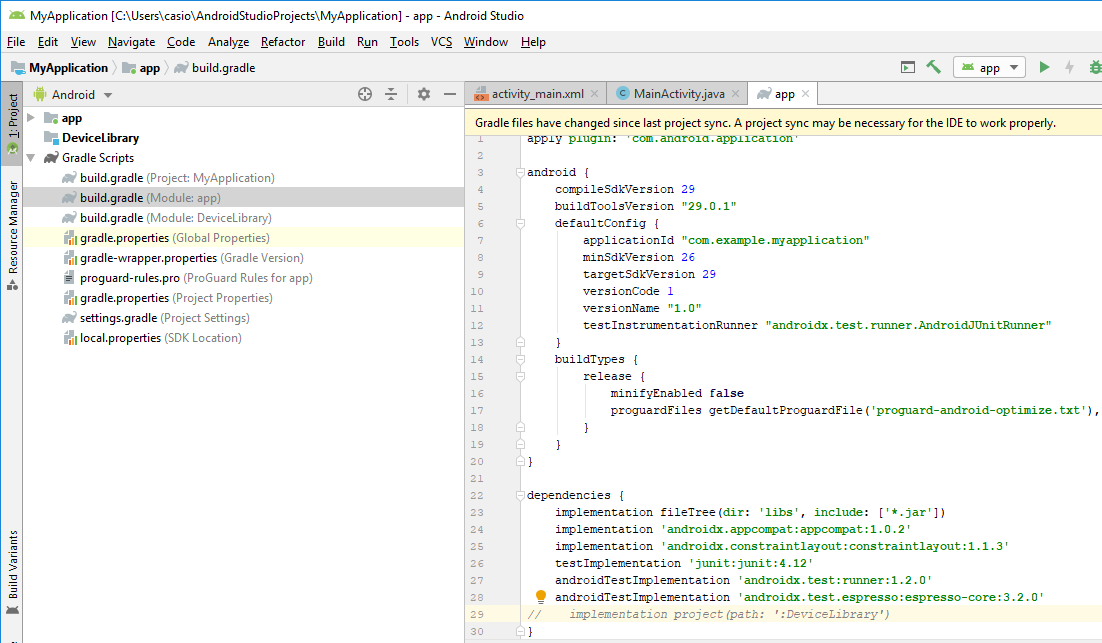 MyApplication [C:\Users\casio\AndroidStudioProjects\MyApplication] - app - Android Studio
File Edit View Navigate Code Analyze Refactor Build Run Tools VCS Window Help
MyApplication app build.gradle app
1: Project
Resource Manager
Build Variants
Android
app
DeviceLibrary
Gradle Scripts
build.gradle (Project: MyApplication)
build.gradle (Module: app)
build.gradle (Module: DeviceLibrary)
gradle.properties (Global Properties)
gradle-wrapper.properties (Gradle Version)
proguard-rules.pro (ProGuard Rules for app)
gradle.properties (Project Properties)
settings.gradle (Project Settings)
local.properties (SDK Location)
activity_main.xml MainActivity.java app
Gradle files have changed since last project sync. A project sync may be necessary for the IDE to work properly.
1 apply plugin: 'com.android.application'
2
3 android {
4 compileSdkVersion 29
5 buildToolsVersion "29.0.1"
6 defaultConfig {
7 applicationId "com.example.myapplication"
8 minSdkVersion 26
9 targetSdkVersion 29
10 versionCode 1
11 versionName "1.0"
12 testInstrumentationRunner "androidx.test.runner.AndroidJUnitRunner"
13 }
14 buildTypes {
15 release {
16 minifyEnabled false
17 proguardFiles getDefaultProguardFile('proguard-android-optimize.txt'),
18 }
19 }
20 }
21
22 dependencies {
23 implementation fileTree(dir: 'libs', include: ['*.jar'])
24 implementation 'androidx.appcompat:appcompat:1.0.2'
25 implementation 'androidx.constraintlayout:constraintlayout:1.1.3'
26 testImplementation 'junit:junit:4.12'
27 androidTestImplementation 'androidx.test:runner:1.2.0'
28 androidTestImplementation 'androidx.test.espresso:espresso-core:3.2.0'
29 // implementation project(path: ':DeviceLibrary')
30 }